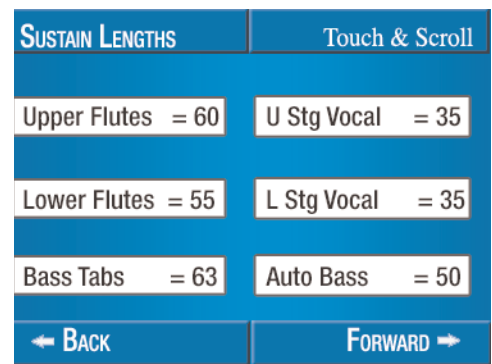 SUSTAIN LENGTHS
Touch & Scroll
Upper Flutes = 60
U Stg Vocal = 35
Lower Flutes = 55
L Stg Vocal = 35
Bass Tabs = 63
Auto Bass = 50
BACK
FORWARD